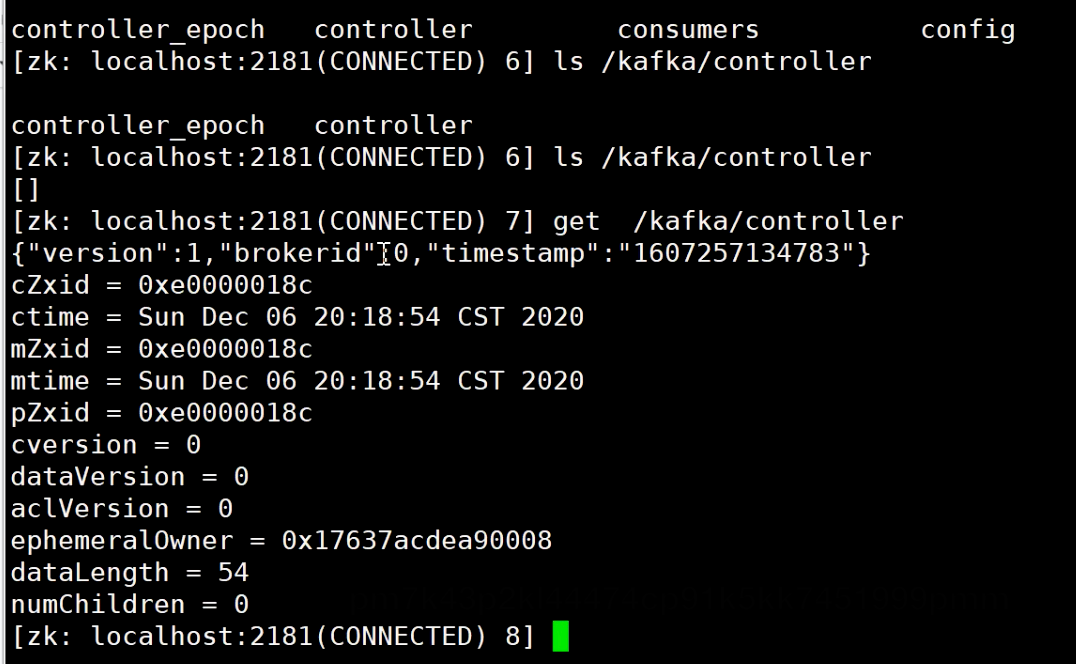 controller_epoch   controller         consumers          config
[zk: localhost:2181(CONNECTED) 6] ls /kafka/controller
controller_epoch   controller
[zk: localhost:2181(CONNECTED) 6] ls /kafka/controller
[]
[zk: localhost:2181(CONNECTED) 7] get  /kafka/controller
{"version":1,"brokerid":0,"timestamp":"1607257134783"}
cZxid = 0xe0000018c
ctime = Sun Dec 06 20:18:54 CST 2020
mZxid = 0xe0000018c
mtime = Sun Dec 06 20:18:54 CST 2020
pZxid = 0xe0000018c
cversion = 0
dataVersion = 0
aclVersion = 0
ephemeralOwner = 0x17637acdea90008
dataLength = 54
numChildren = 0
[zk: localhost:2181(CONNECTED) 8]